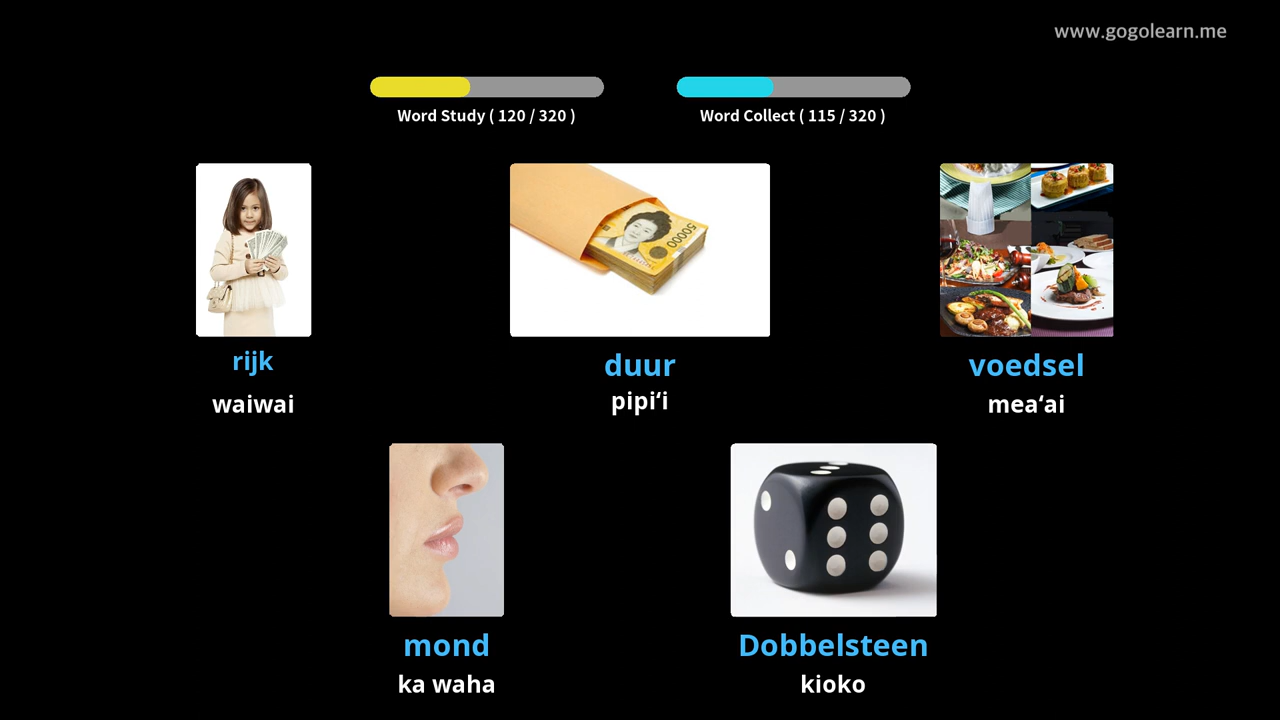 www.gogolearn.me
Word Study ( 120 / 320 )
Word Collect ( 115 / 320 )
50000
rijk
duur
voedsel
waiwai
pipiʻi
meaʻai
mond
Dobbelsteen
ka waha
kioko